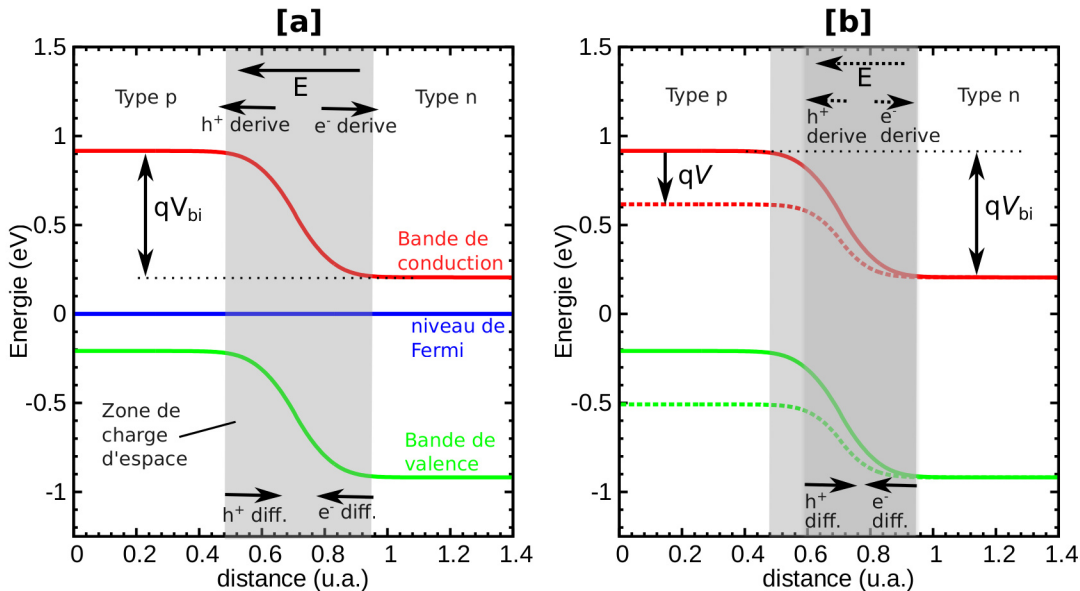 [a]
1.5
1
0.5
0
-0.5
-1
Energie (eV)
0
0.2
0.4
0.6
0.8
1
1.2
1.4
distance (u.a.)
Type p
E
Type n
h+ derive
e- derive
qVbi
Bande de
conduction
niveau de
Fermi
Zone de
charge
d'espace
Bande de
valence
h+ diff.
e- diff.
[b]
1.5
1
0.5
0
-0.5
-1
Energie (eV)
0
0.2
0.4
0.6
0.8
1
1.2
1.4
distance (u.a.)
Type p
E
Type n
h+
derive
e-
derive
qV
qVbi
h+
diff.
e-
diff.